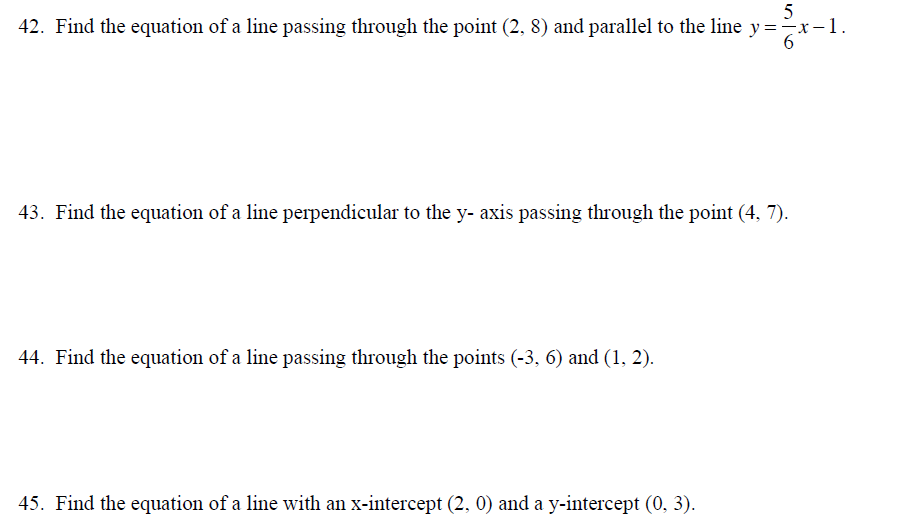 42. Find the equation of a line passing through the point (2, 8) and parallel to the line y = 5/6 x − 1.
43. Find the equation of a line perpendicular to the y- axis passing through the point (4, 7).
44. Find the equation of a line passing through the points (-3, 6) and (1, 2).
45. Find the equation of a line with an x-intercept (2, 0) and a y-intercept (0, 3).